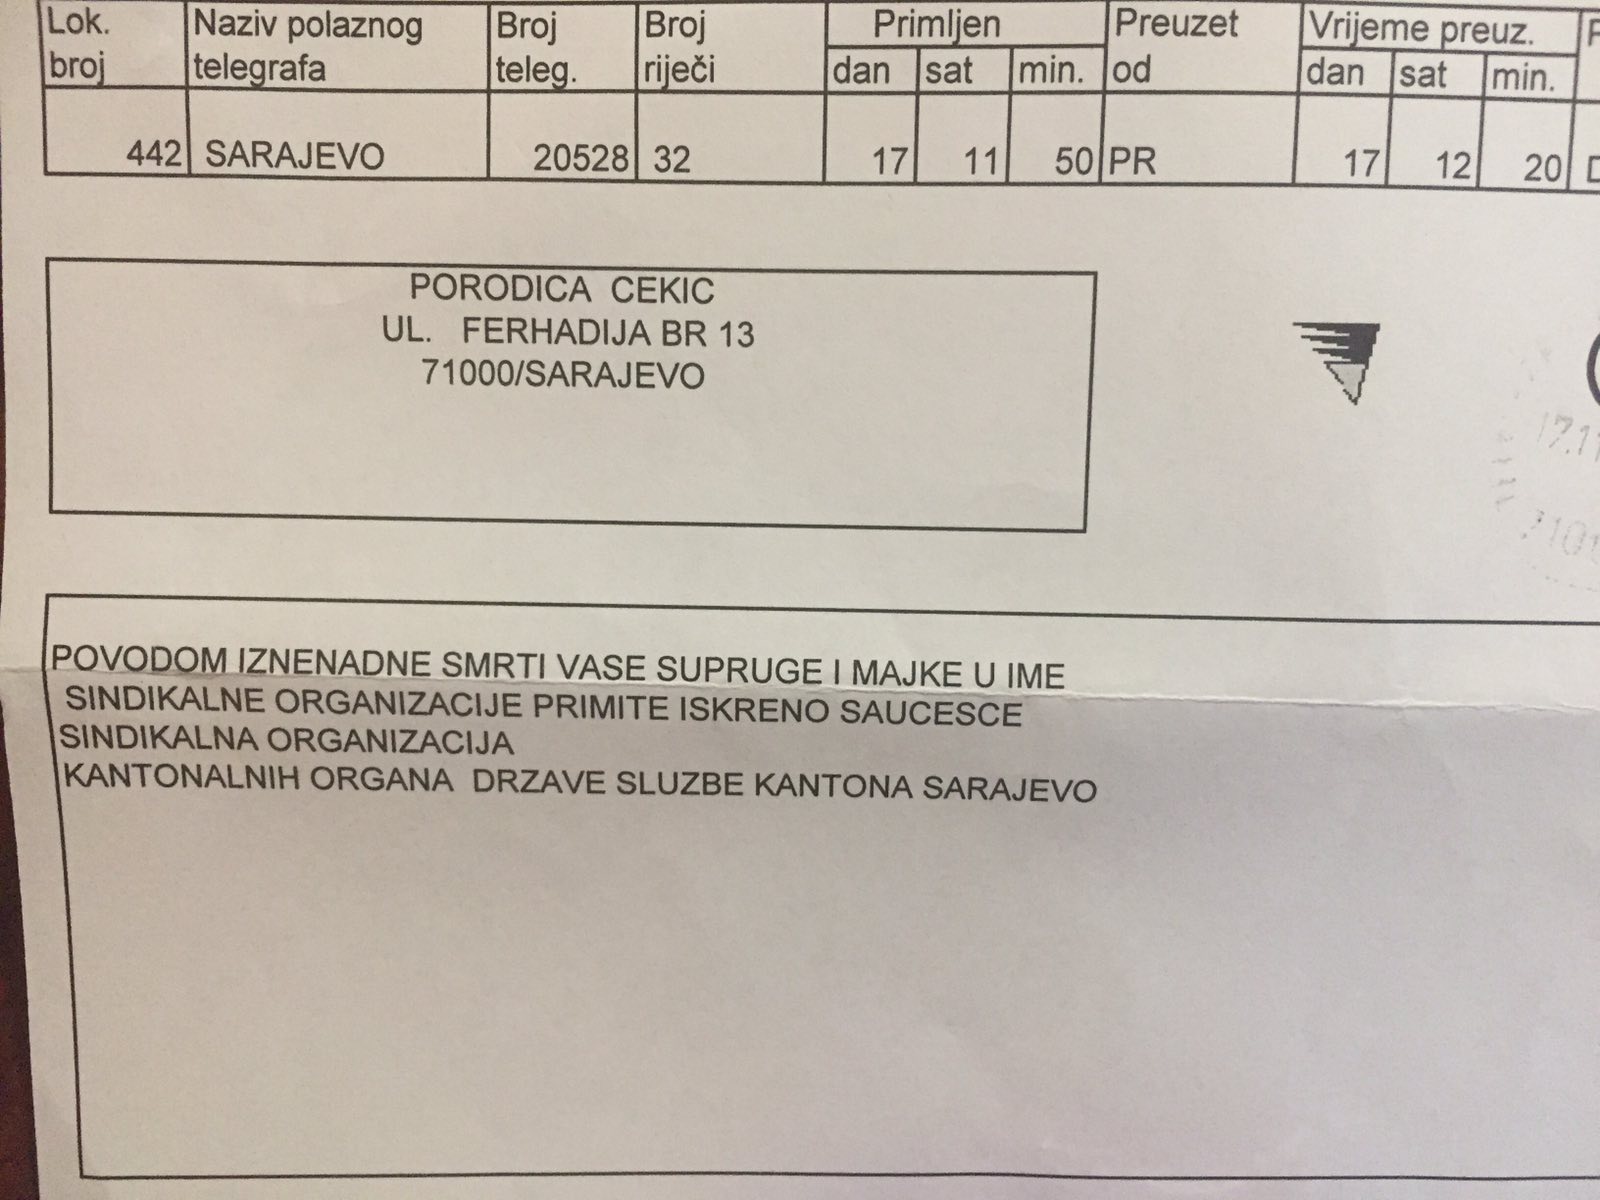 Lok. broj
Naziv polaznog telegrafa
Broj teleg.
Broj riječi
Primljen
dan sat min.
Preuzet od
Vrijeme preuz.
dan sat min.
442 SARAJEVO 20528 32 17 11 50 PR 17 12 20
PORODICA CEKIC
UL. FERHADIJA BR 13
71000/SARAJEVO
17.11
POVODOM IZNENADNE SMRTI VASE SUPRUGE I MAJKE U IME
SINDIKALNE ORGANIZACIJE PRIMITE ISKRENO SAUCESCE
SINDIKALNA ORGANIZACIJA
KANTONALNIH ORGANA DRZAVE SLUZBE KANTONA SARAJEVO